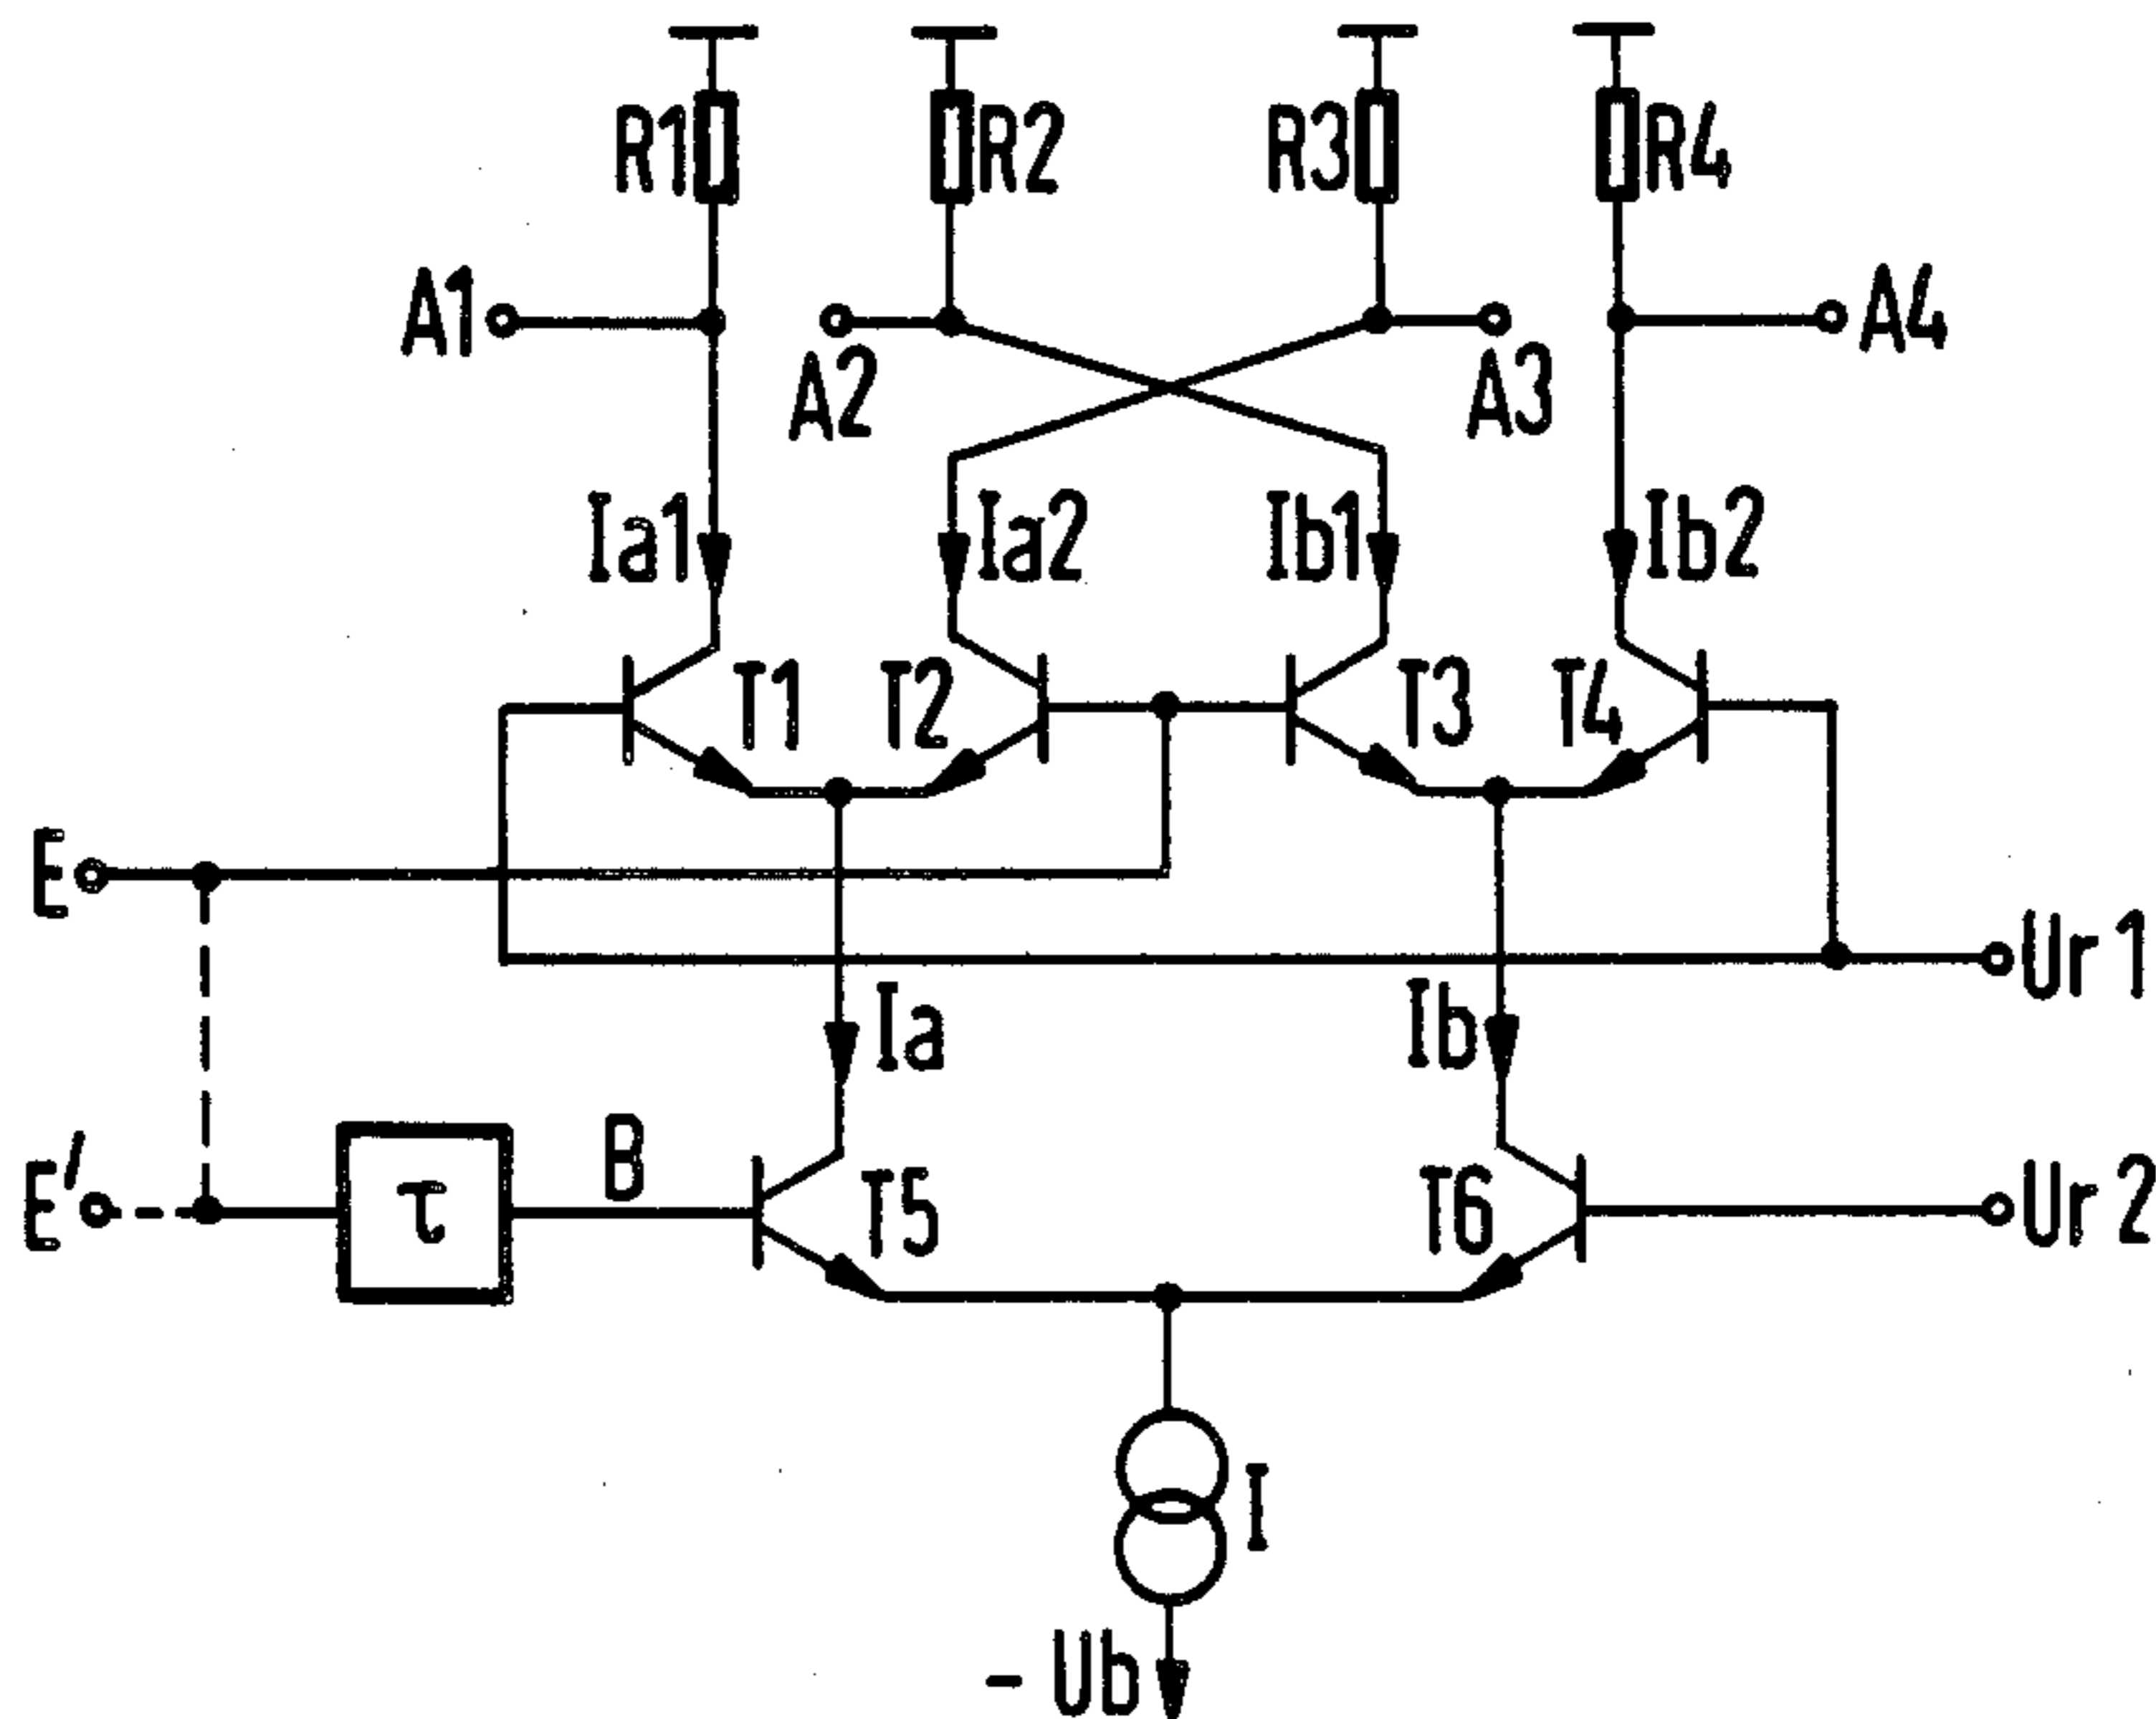 R1 R2 R3 R4
A1 A2 A3 A4
Ia1 Ia2 Ib1 Ib2
T1 T2 T3 T4
E
Ur1
Ia Ib
E' τ B T5 T6 Ur2
I
- Ub